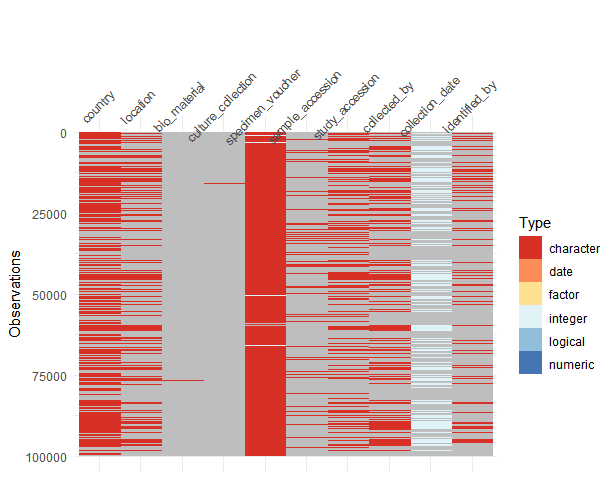 country
location
bio_material
culture_collection
specimen_voucher
sample_accession
study_accession
collected_by
collection_date
identified_by
0
25000
50000
75000
100000
Observations
Type
character
date
factor
integer
logical
numeric